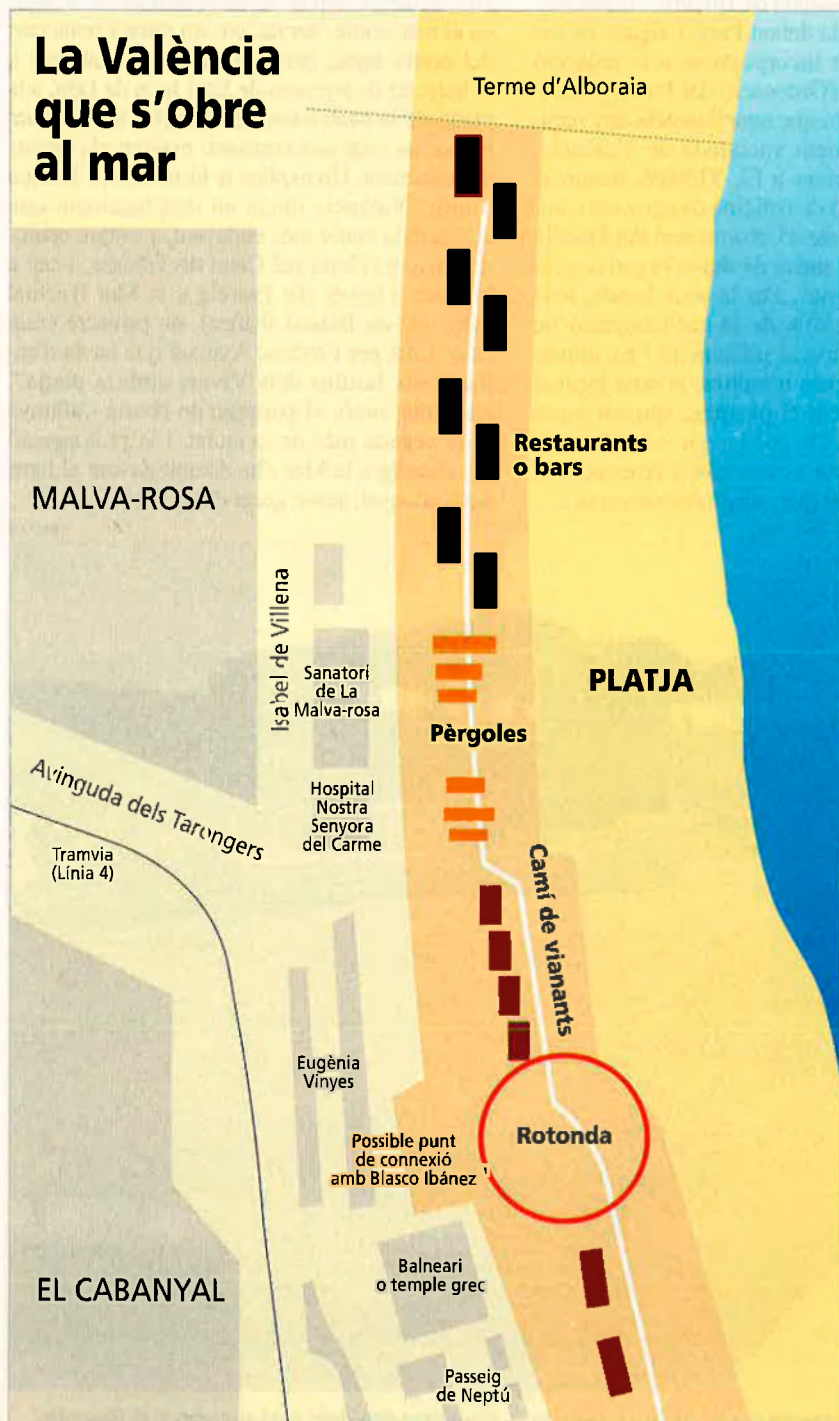 La València
que s'obre
al mar
Terme d'Alboraia
Restaurants
o bars
MALVA-ROSA
Isabel de Villena
Sanatori
de La
Malva-rosa
PLATJA
Pèrgoles
Avinguda dels Tarongers
Hospital
Nostra
Senyora
del Carme
Tramvia
(Línia 4)
Camí de vianants
Eugènia
Vinyes
Rotonda
Possible punt
de connexió
amb Blasco Ibánez
Balneari
o temple grec
EL CABANYAL
Passeig
de Neptú